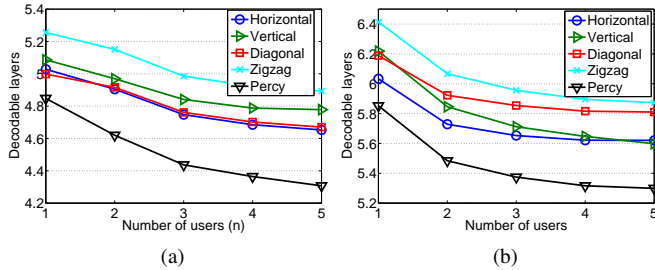 5.4
5.2
5
4.8
4.6
4.4
4.2
1 2 3 4 5
Decodable layers
Number of users (n)
Horizontal
Vertical
Diagonal
Zigzag
Percy
(a)
6.4
6.2
6
5.8
5.6
5.4
5.2
1 2 3 4 5
Decodable layers
Number of users
Horizontal
Vertical
Diagonal
Zigzag
Percy
(b)